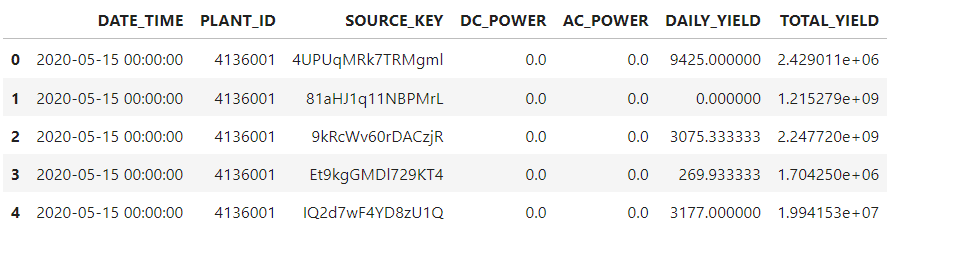 DATE_TIME PLANT_ID SOURCE_KEY DC_POWER AC_POWER DAILY_YIELD TOTAL_YIELD
0 2020-05-15 00:00:00 4136001 4UPUqMRk7TRMgml 0.0 0.0 9425.000000 2.429011e+06
1 2020-05-15 00:00:00 4136001 81aHJ1q11NBPMrL 0.0 0.0 0.000000 1.215279e+09
2 2020-05-15 00:00:00 4136001 9kRcWv60rDACzjR 0.0 0.0 3075.333333 2.247720e+09
3 2020-05-15 00:00:00 4136001 Et9kgGMDl729KT4 0.0 0.0 269.933333 1.704250e+06
4 2020-05-15 00:00:00 4136001 IQ2d7wF4YD8zU1Q 0.0 0.0 3177.000000 1.994153e+07